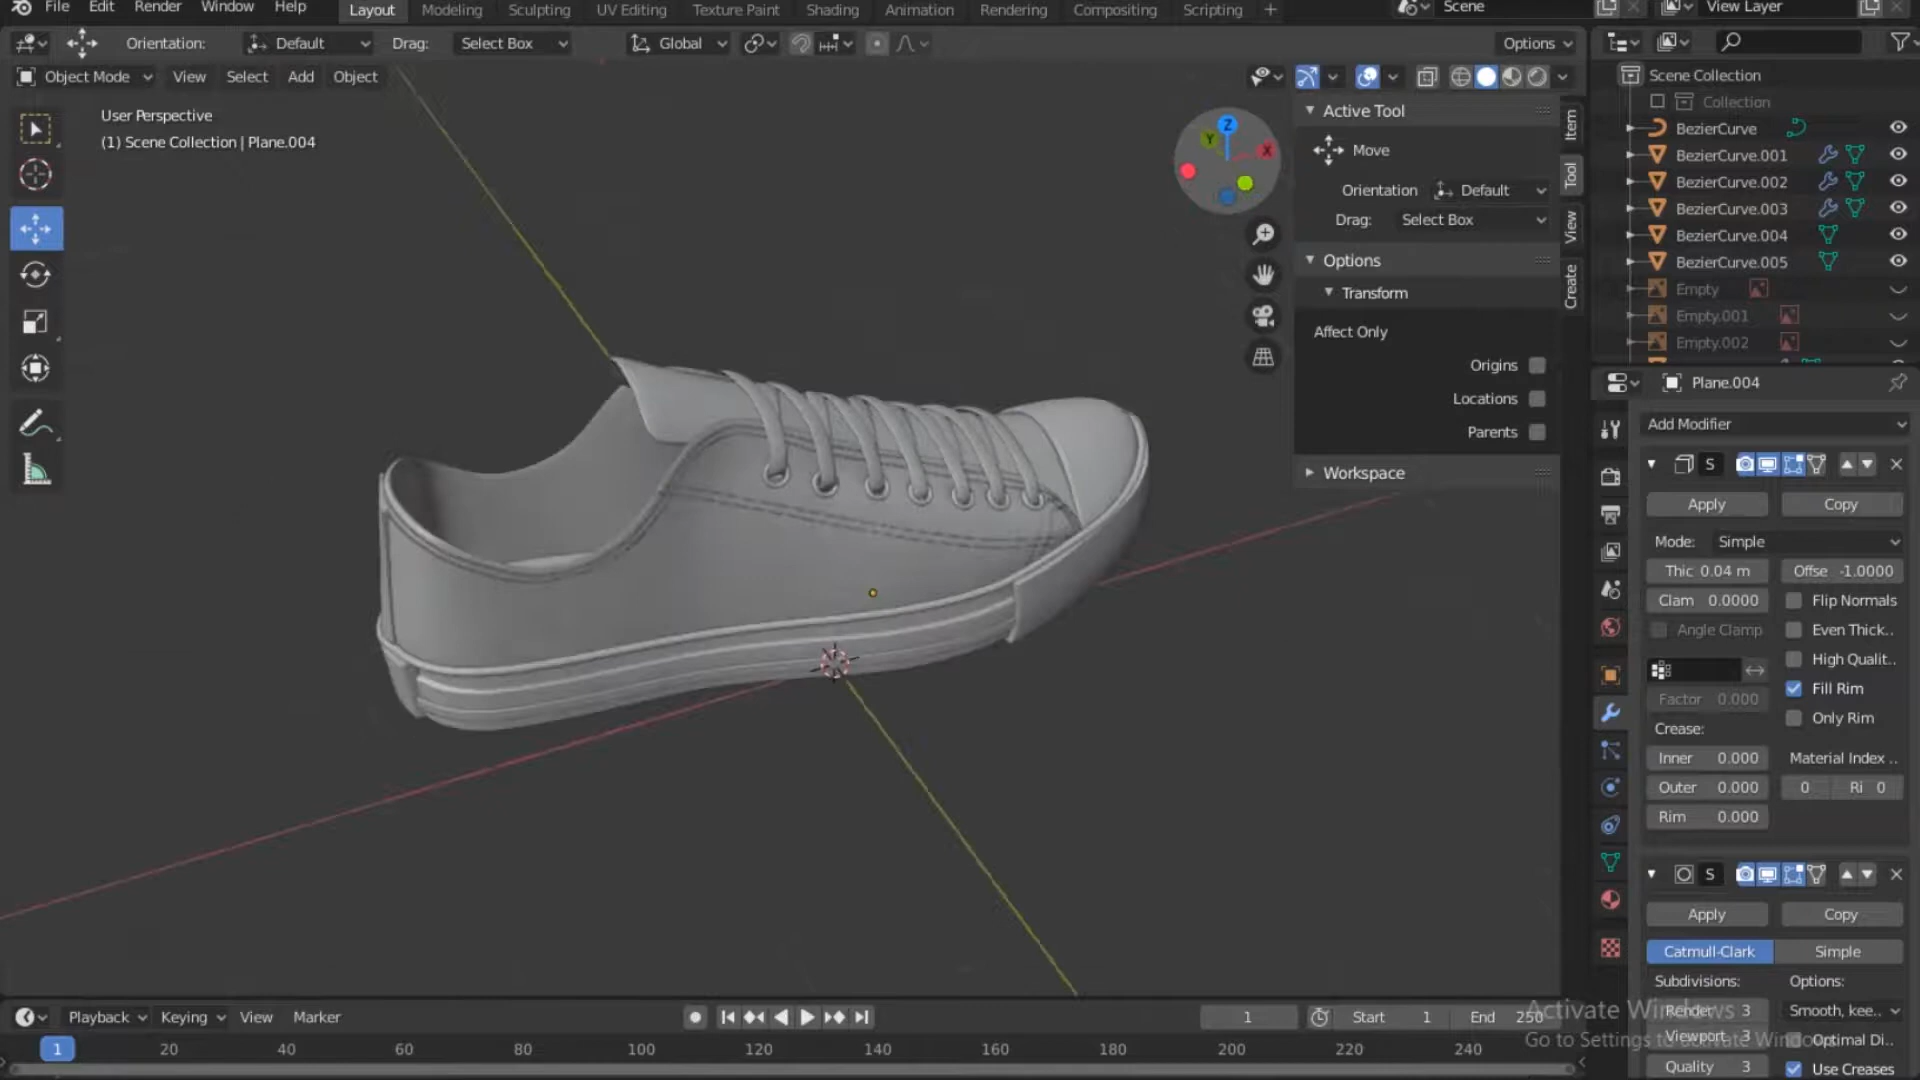 File Edit Render Window Help Layout Modeling Sculpting UV Editing Texture Paint Shading Animation Rendering Compositing Scripting + Scene View Layer
Orientation: Default Drag: Select Box Global Options
Object Mode View Select Add Object
User Perspective
(1) Scene Collection | Plane.004
Z
Y
X
Active Tool
Move
Orientation Default
Drag: Select Box
Options
Transform
Affect Only
Origins
Locations
Parents
Workspace
Item
Tool
View
Create
Scene Collection
Collection
BezierCurve
BezierCurve.001
BezierCurve.002
BezierCurve.003
BezierCurve.004
BezierCurve.005
Empty
Empty.001
Empty.002
Plane.004
Add Modifier
S
Apply Copy
Mode: Simple
Thic 0.04 m Offse -1.0000
Clam 0.0000 Flip Normals
Angle Clamp Even Thick..
High Qualit..
Factor 0.000 Fill Rim
Only Rim
Crease:
Inner 0.000 Material Index ..
Outer 0.000 0 Ri 0
Rim 0.000
S
Apply Copy
Catmull-Clark Simple
Subdivisions: Options:
Render 3 Smooth, kee..
Viewport 3 Optimal Di..
Quality 3 Use Creases
Activate Windows
Go to Settings to activate Windows
Playback Keying View Marker 1 Start 1 End 250
1 20 40 60 80 100 120 140 160 180 200 220 240